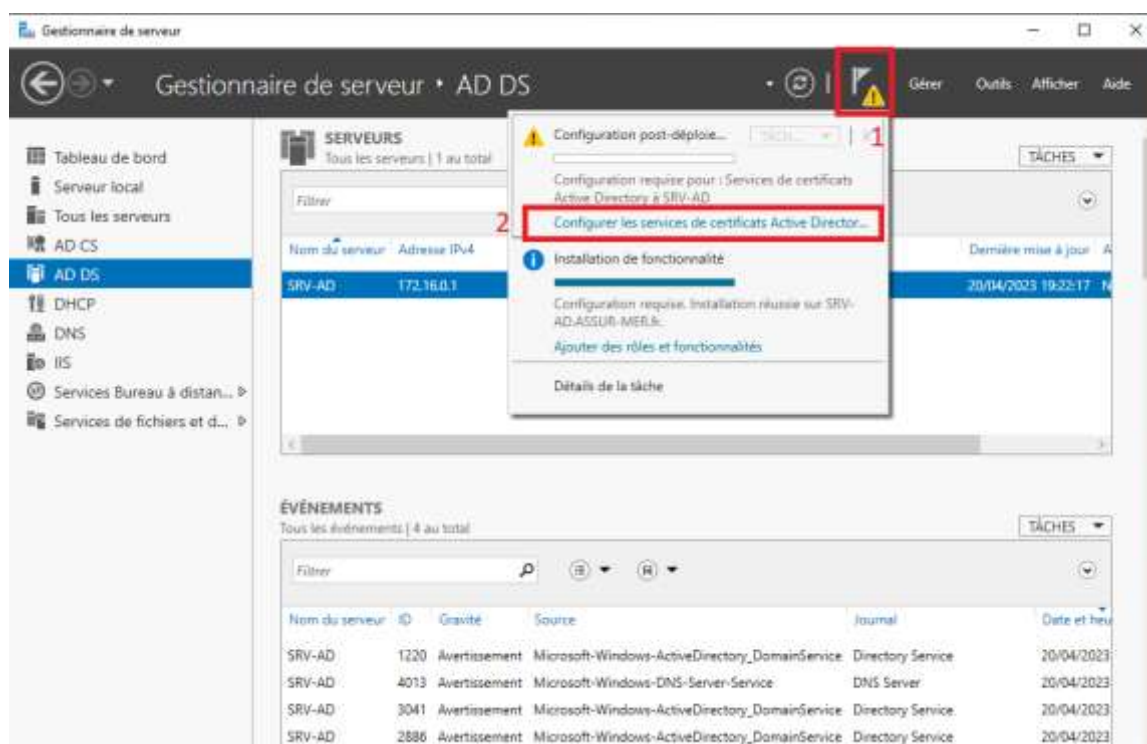 Gestionnaire de serveur
Gestionnaire de serveur • AD DS
Gérer Outils Afficher Aide
Tableau de bord
Serveur local
Tous les serveurs
AD CS
AD DS
DHCP
DNS
IIS
Services Bureau à distan...
Services de fichiers et d...
SERVEURS
Tous les serveurs | 1 au total
TÂCHES
Filtrer
Nom du serveur Adresse IPv4 Dernière mise à jour A
SRV-AD 172.16.0.1 20/04/2023 19:22:17 N
1
2
Configuration post-déploie...
Configuration requise pour : Services de certificats
Active Directory à SRV-AD
Configurer les services de certificats Active Director...
Installation de fonctionnalité
Configuration requise. Installation réussie sur SRV-
Ajouter des rôles et fonctionnalités
Détails de la tâche
ÉVÉNEMENTS
Tous les événements | 4 au total
TÂCHES
Filtrer
Nom du serveur ID Gravité Source Journal Date et heu
SRV-AD 1220 Avertissement Microsoft-Windows-ActiveDirectory_DomainService Directory Service 20/04/2023
SRV-AD 4013 Avertissement Microsoft-Windows-DNS-Server-Service DNS Server 20/04/2023
SRV-AD 3041 Avertissement Microsoft-Windows-ActiveDirectory_DomainService Directory Service 20/04/2023
SRV-AD 2886 Avertissement Microsoft-Windows-ActiveDirectory_DomainService Directory Service 20/04/2023